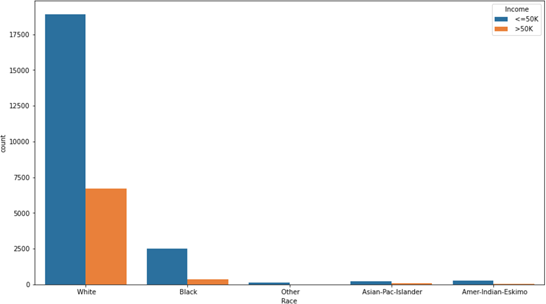 Income
<=50K
>50K
17500
15000
12500
10000
7500
5000
2500
0
count
White Black Other Asian-Pac-Islander Amer-Indian-Eskimo
Race